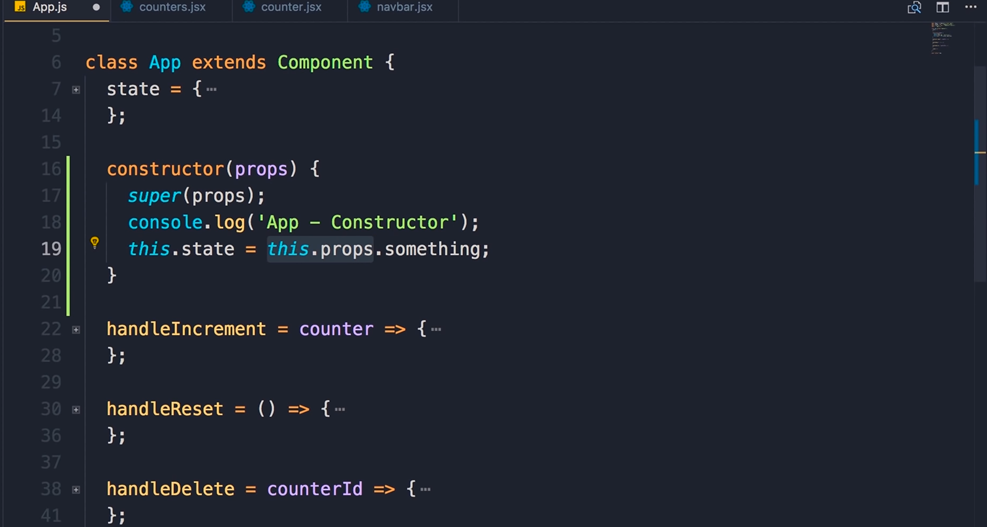 JS App.js ● counters.jsx counter.jsx navbar.jsx ···
5
6 class App extends Component {
7 state = {···
14 };
15
16 constructor(props) {
17 super(props);
18 console.log('App – Constructor');
19 this.state = this.props.something;
20 }
21
22 handleIncrement = counter => {···
28 };
29
30 handleReset = () => {···
36 };
37
38 handleDelete = counterId => {···
41 };